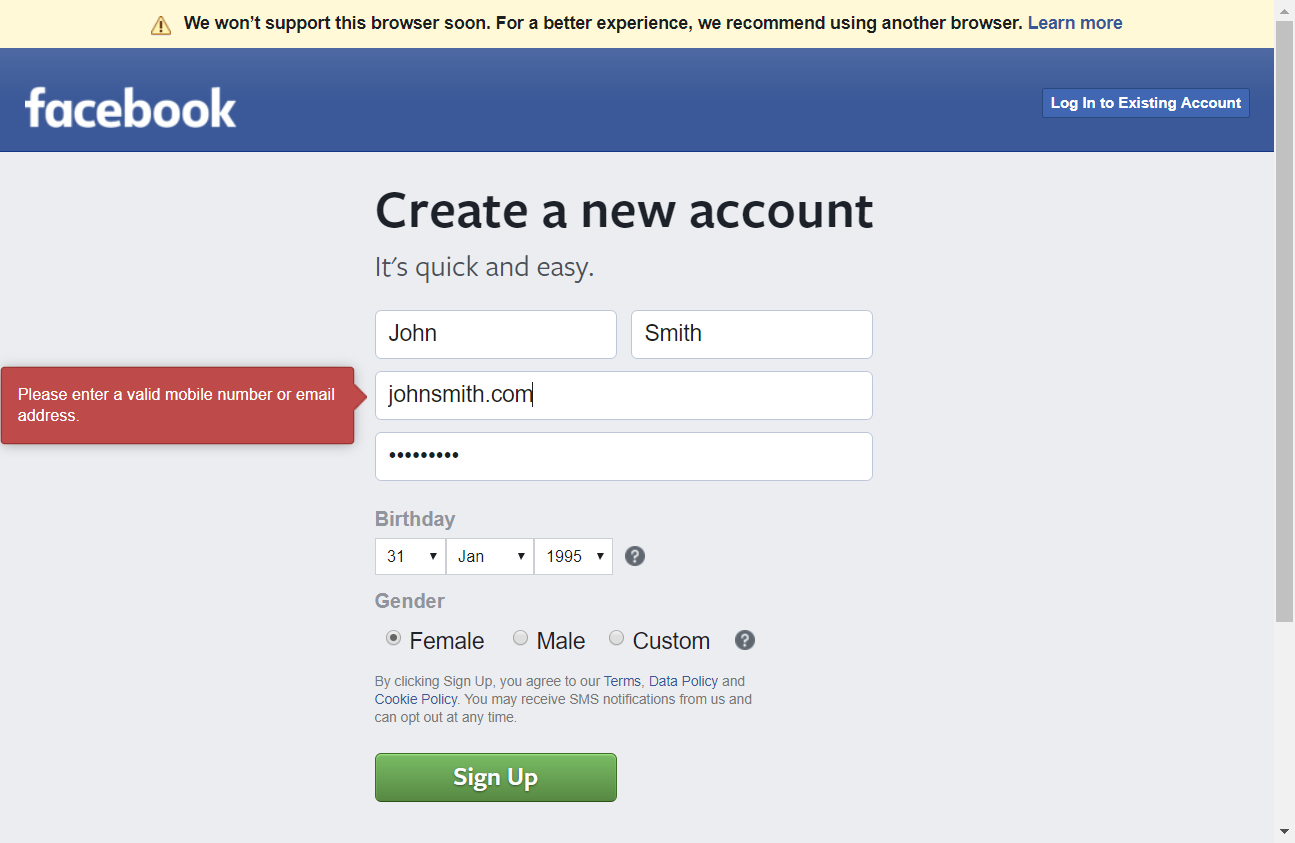 We won't support this browser soon. For a better experience, we recommend using another browser. Learn more
facebook
Log In to Existing Account
Create a new account
It's quick and easy.
John
Smith
Please enter a valid mobile number or email
address.
johnsmith.com
•••••••••
Birthday
31
Jan
1995
?
Gender
Female
Male
Custom
?
By clicking Sign Up, you agree to our Terms, Data Policy and
Cookie Policy. You may receive SMS notifications from us and
can opt out at any time.
Sign Up